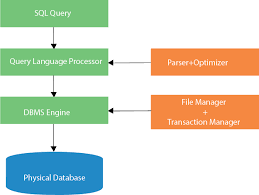 SQL Query
Query Language Processor
Parser+Optimizer
DBMS Engine
File Manager
+
Transaction Manager
Physical Database